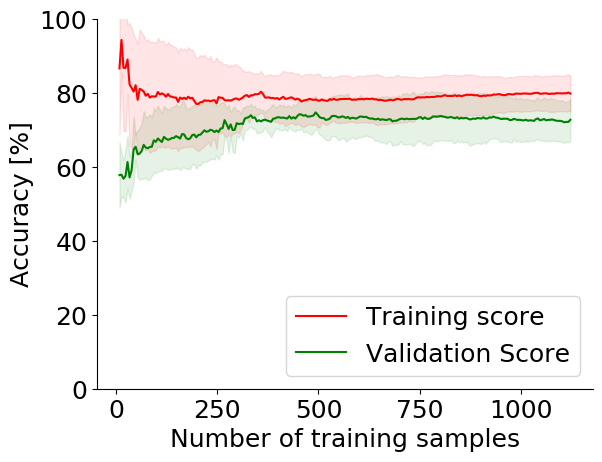 100
80
60
40
20
0
Accuracy [%]
Training score
Validation Score
0 250 500 750 1000
Number of training samples